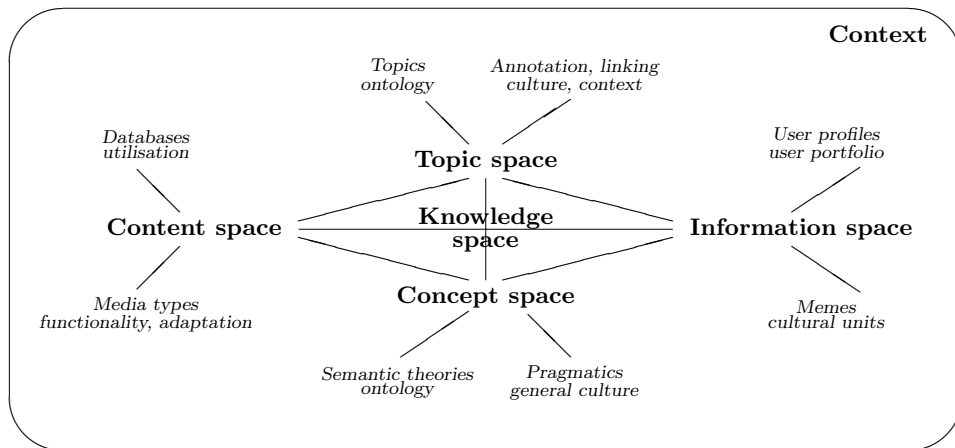 Context
Topics
ontology
Annotation, linking
culture, context
Databases
utilisation
User profiles
user portfolio
Topic space
Content space
Knowledge
space
Information space
Concept space
Media types
functionality, adaptation
Memes
cultural units
Semantic theories
ontology
Pragmatics
general culture